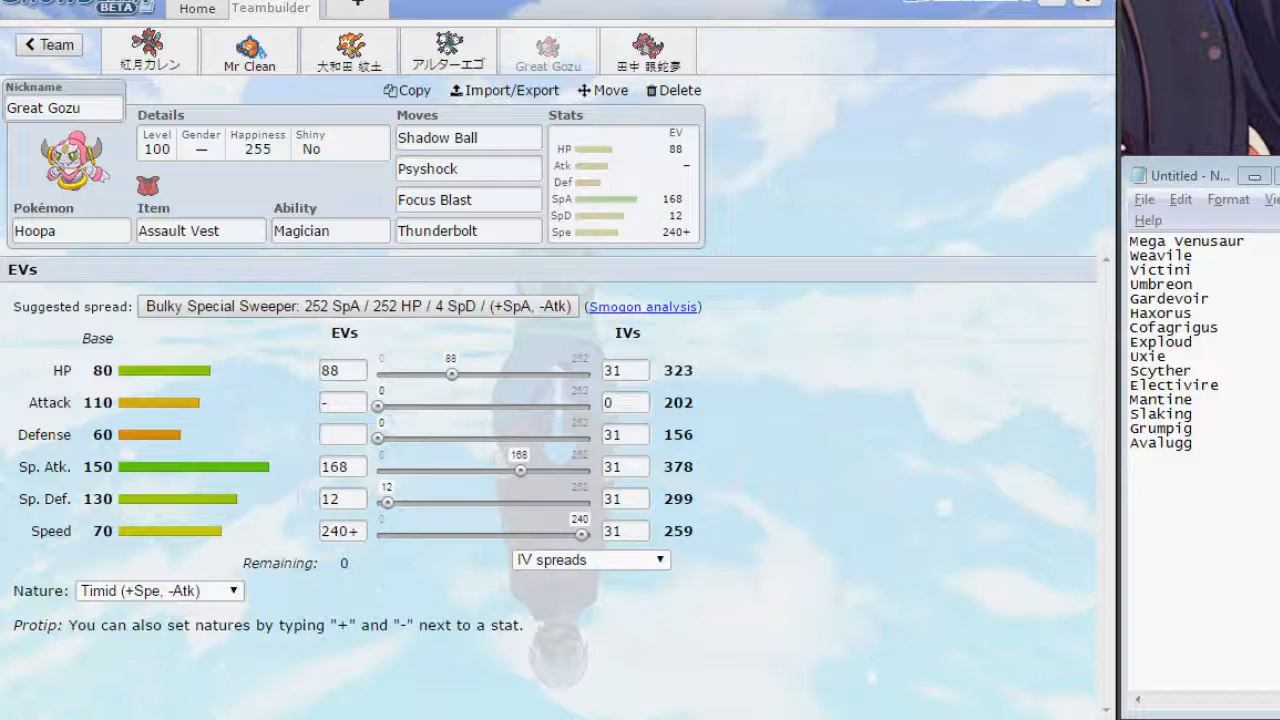 BETA
Home
Teambuilder
+
< Team
紅月カレン
Mr Clean
大和田 紋土
アルターエゴ
Great Gozu
田中 眼蛇夢
Nickname
Great Gozu
Copy Import/Export Move Delete
Details
Moves
Stats
Level Gender Happiness Shiny
100 — 255 No
Shadow Ball
Psyshock
Focus Blast
Thunderbolt
EV
HP 88
Atk –
Def
SpA 168
SpD 12
Spe 240+
Pokémon Item Ability
Hoopa Assault Vest Magician
EVs
Suggested spread: Bulky Special Sweeper: 252 SpA / 252 HP / 4 SpD / (+SpA, -Atk) (Smogon analysis)
Base EVs IVs
HP 80 88 0 88 252 31 323
Attack 110 - 0 252 0 202
Defense 60 0 252 31 156
Sp. Atk. 150 168 0 168 252 31 378
Sp. Def. 130 12 12 252 31 299
Speed 70 240+ 0 240 31 259
Remaining: 0
IV spreads
Nature: Timid (+Spe, -Atk)
Protip: You can also set natures by typing "+" and "-" next to a stat.
Untitled - N...
File Edit Format
Help
Mega Venusaur
Weavile
Victini
Umbreon
Gardevoir
Haxorus
Cofagrigus
Exploud
Uxie
Scyther
Electivire
Mantine
Slaking
Grumpig
Avalugg